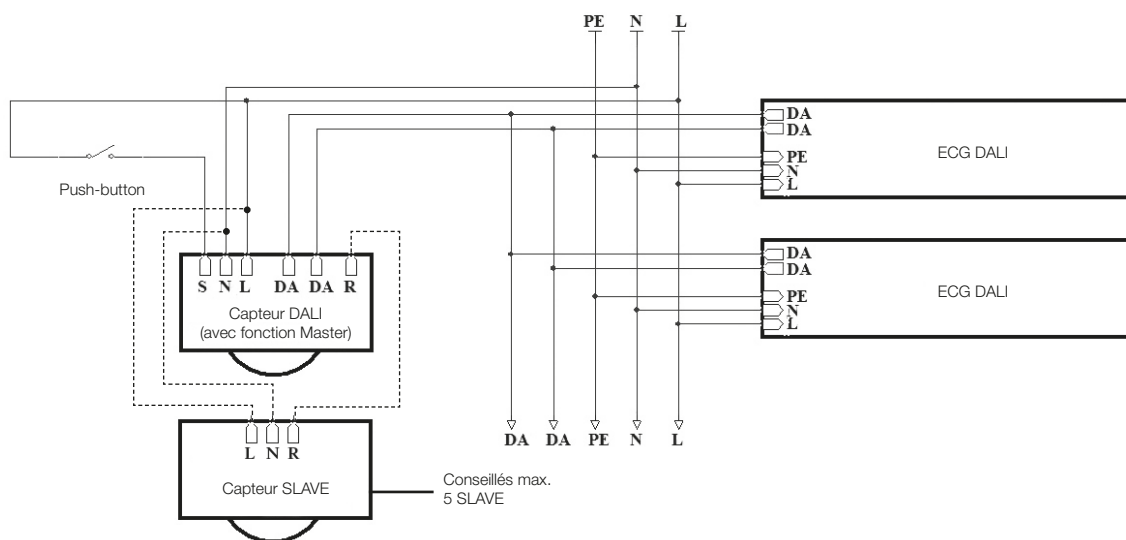 PE N L
DA
DA
PE
N
L
ECG DALI
Push-button
DA
DA
PE
N
L
ECG DALI
S N L DA DA R
Capteur DALI
(avec fonction Master)
DA DA PE N L
L N R
Capteur SLAVE
Conseillés max.
5 SLAVE